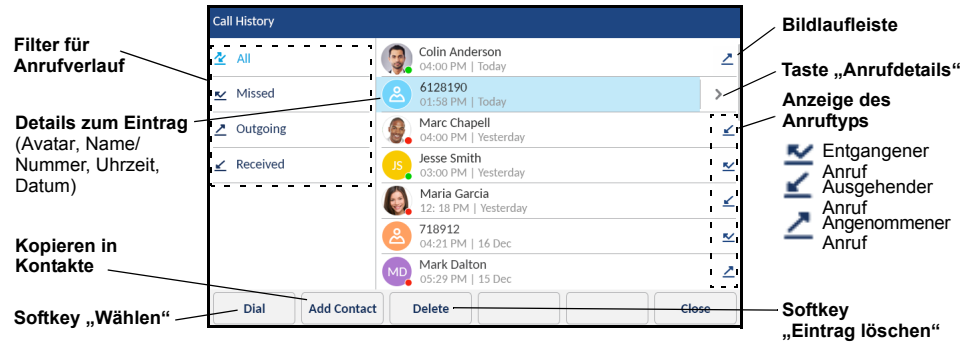 Filter für
Anrufverlauf
Details zum Eintrag
(Avatar, Name/
Nummer, Uhrzeit,
Datum)
Kopieren in
Kontakte
Softkey „Wählen“
Call History
All
Missed
Outgoing
Received
Colin Anderson
04:00 PM | Today
6128190
01:58 PM | Today
Marc Chapell
04:00 PM | Yesterday
JS
Jesse Smith
03:00 PM | Yesterday
Maria Garcia
12: 18 PM | Yesterday
718912
04:21 PM | 16 Dec
MD
Mark Dalton
05:29 PM | 15 Dec
Dial
Add Contact
Delete
Close
Bildlaufleiste
Taste „Anrufdetails“
Anzeige des
Anruftyps
Entgangener
Anruf
Ausgehender
Anruf
Angenommener
Anruf
Softkey
„Eintrag löschen“